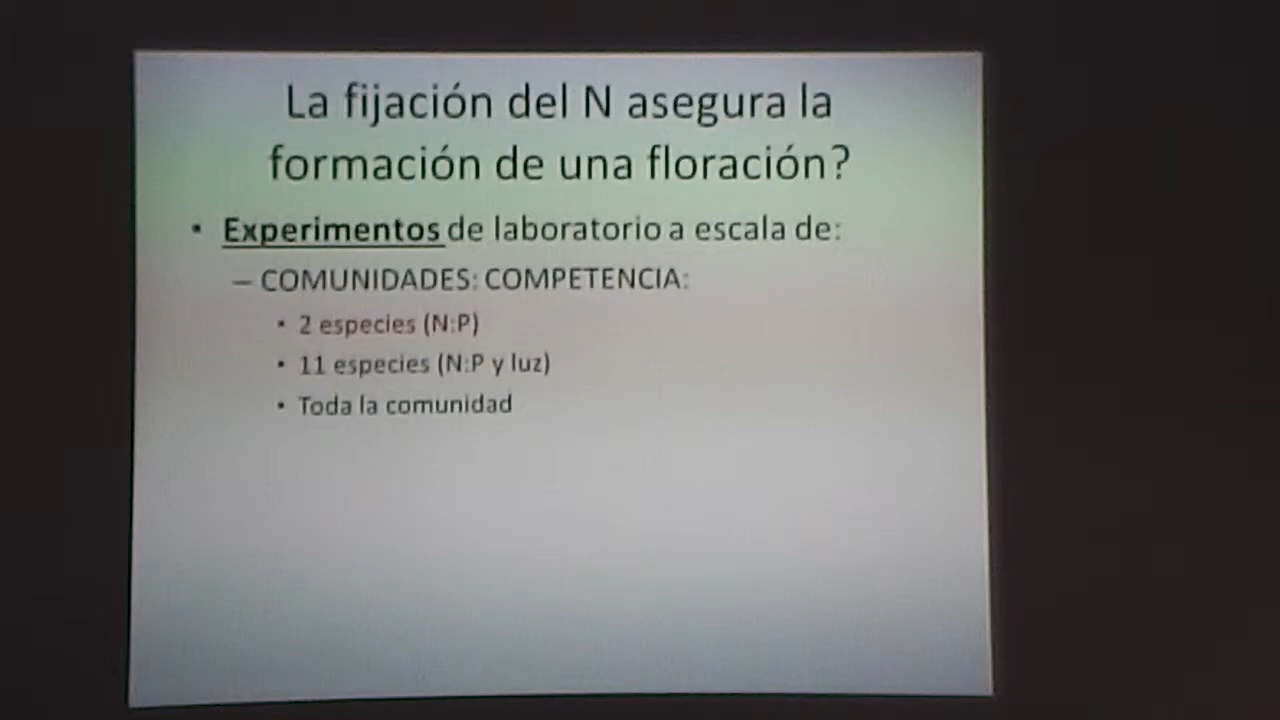 La fijación del N asegura la
formación de una floración?
• Experimentos de laboratorio a escala de:
– COMUNIDADES: COMPETENCIA:
• 2 especies (N:P)
• 11 especies (N:P y luz)
• Toda la comunidad